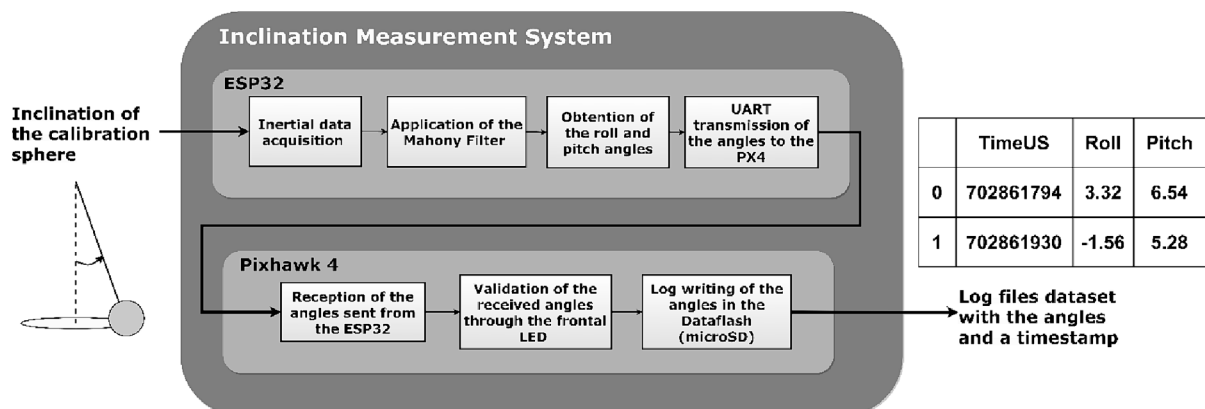 Inclination Measurement System
ESP32
Inclination of
the calibration
sphere
Inertial data
acquisition
Application of the
Mahony Filter
Obtention of
the roll and
pitch angles
UART
transmission of
the angles to the
PX4
Pixhawk 4
Reception of the
angles sent from
the ESP32
Validation of the
received angles
through the frontal
LED
Log writing of the
angles in the
Dataflash
(microSD)
TimeUS Roll Pitch
0 702861794 3.32 6.54
1 702861930 -1.56 5.28
Log files dataset
with the angles
and a timestamp